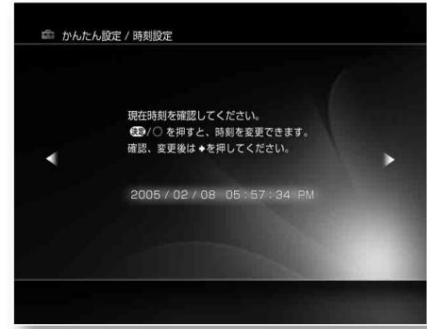 かんたん設定 / 時刻設定
現在時刻を確認してください。
決定/○ を押すと、時刻を変更できます。
確認、変更後は✦を押してください。
2005 / 02 / 08 05 : 57 : 34 PM